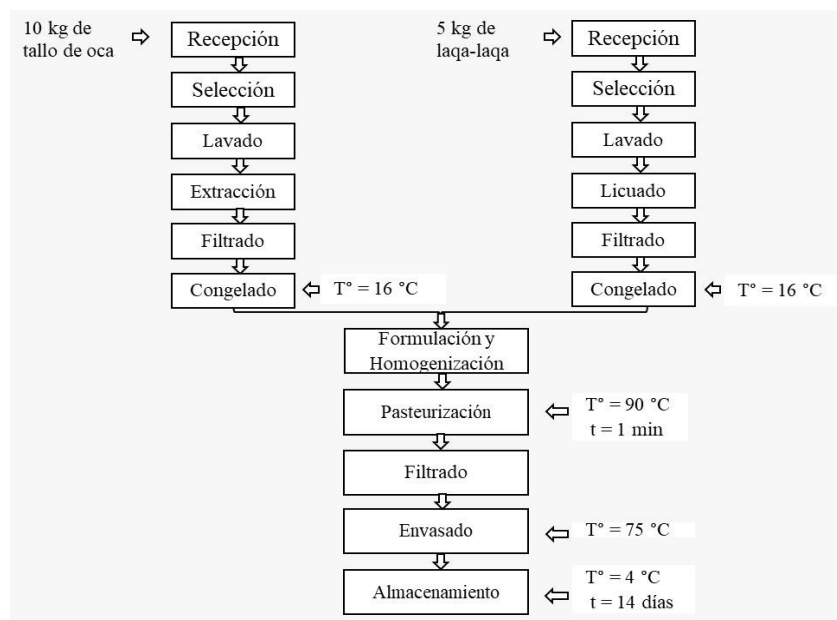 10 kg de
tallo de oca
Recepción
Selección
Lavado
Extracción
Filtrado
Congelado
T° = 16 °C
5 kg de
laqa-laqa
Recepción
Selección
Lavado
Licuado
Filtrado
Congelado
T° = 16 °C
Formulación y
Homogenización
Pasteurización
T° = 90 °C
t = 1 min
Filtrado
Envasado
T° = 75 °C
Almacenamiento
T° = 4 °C
t = 14 días